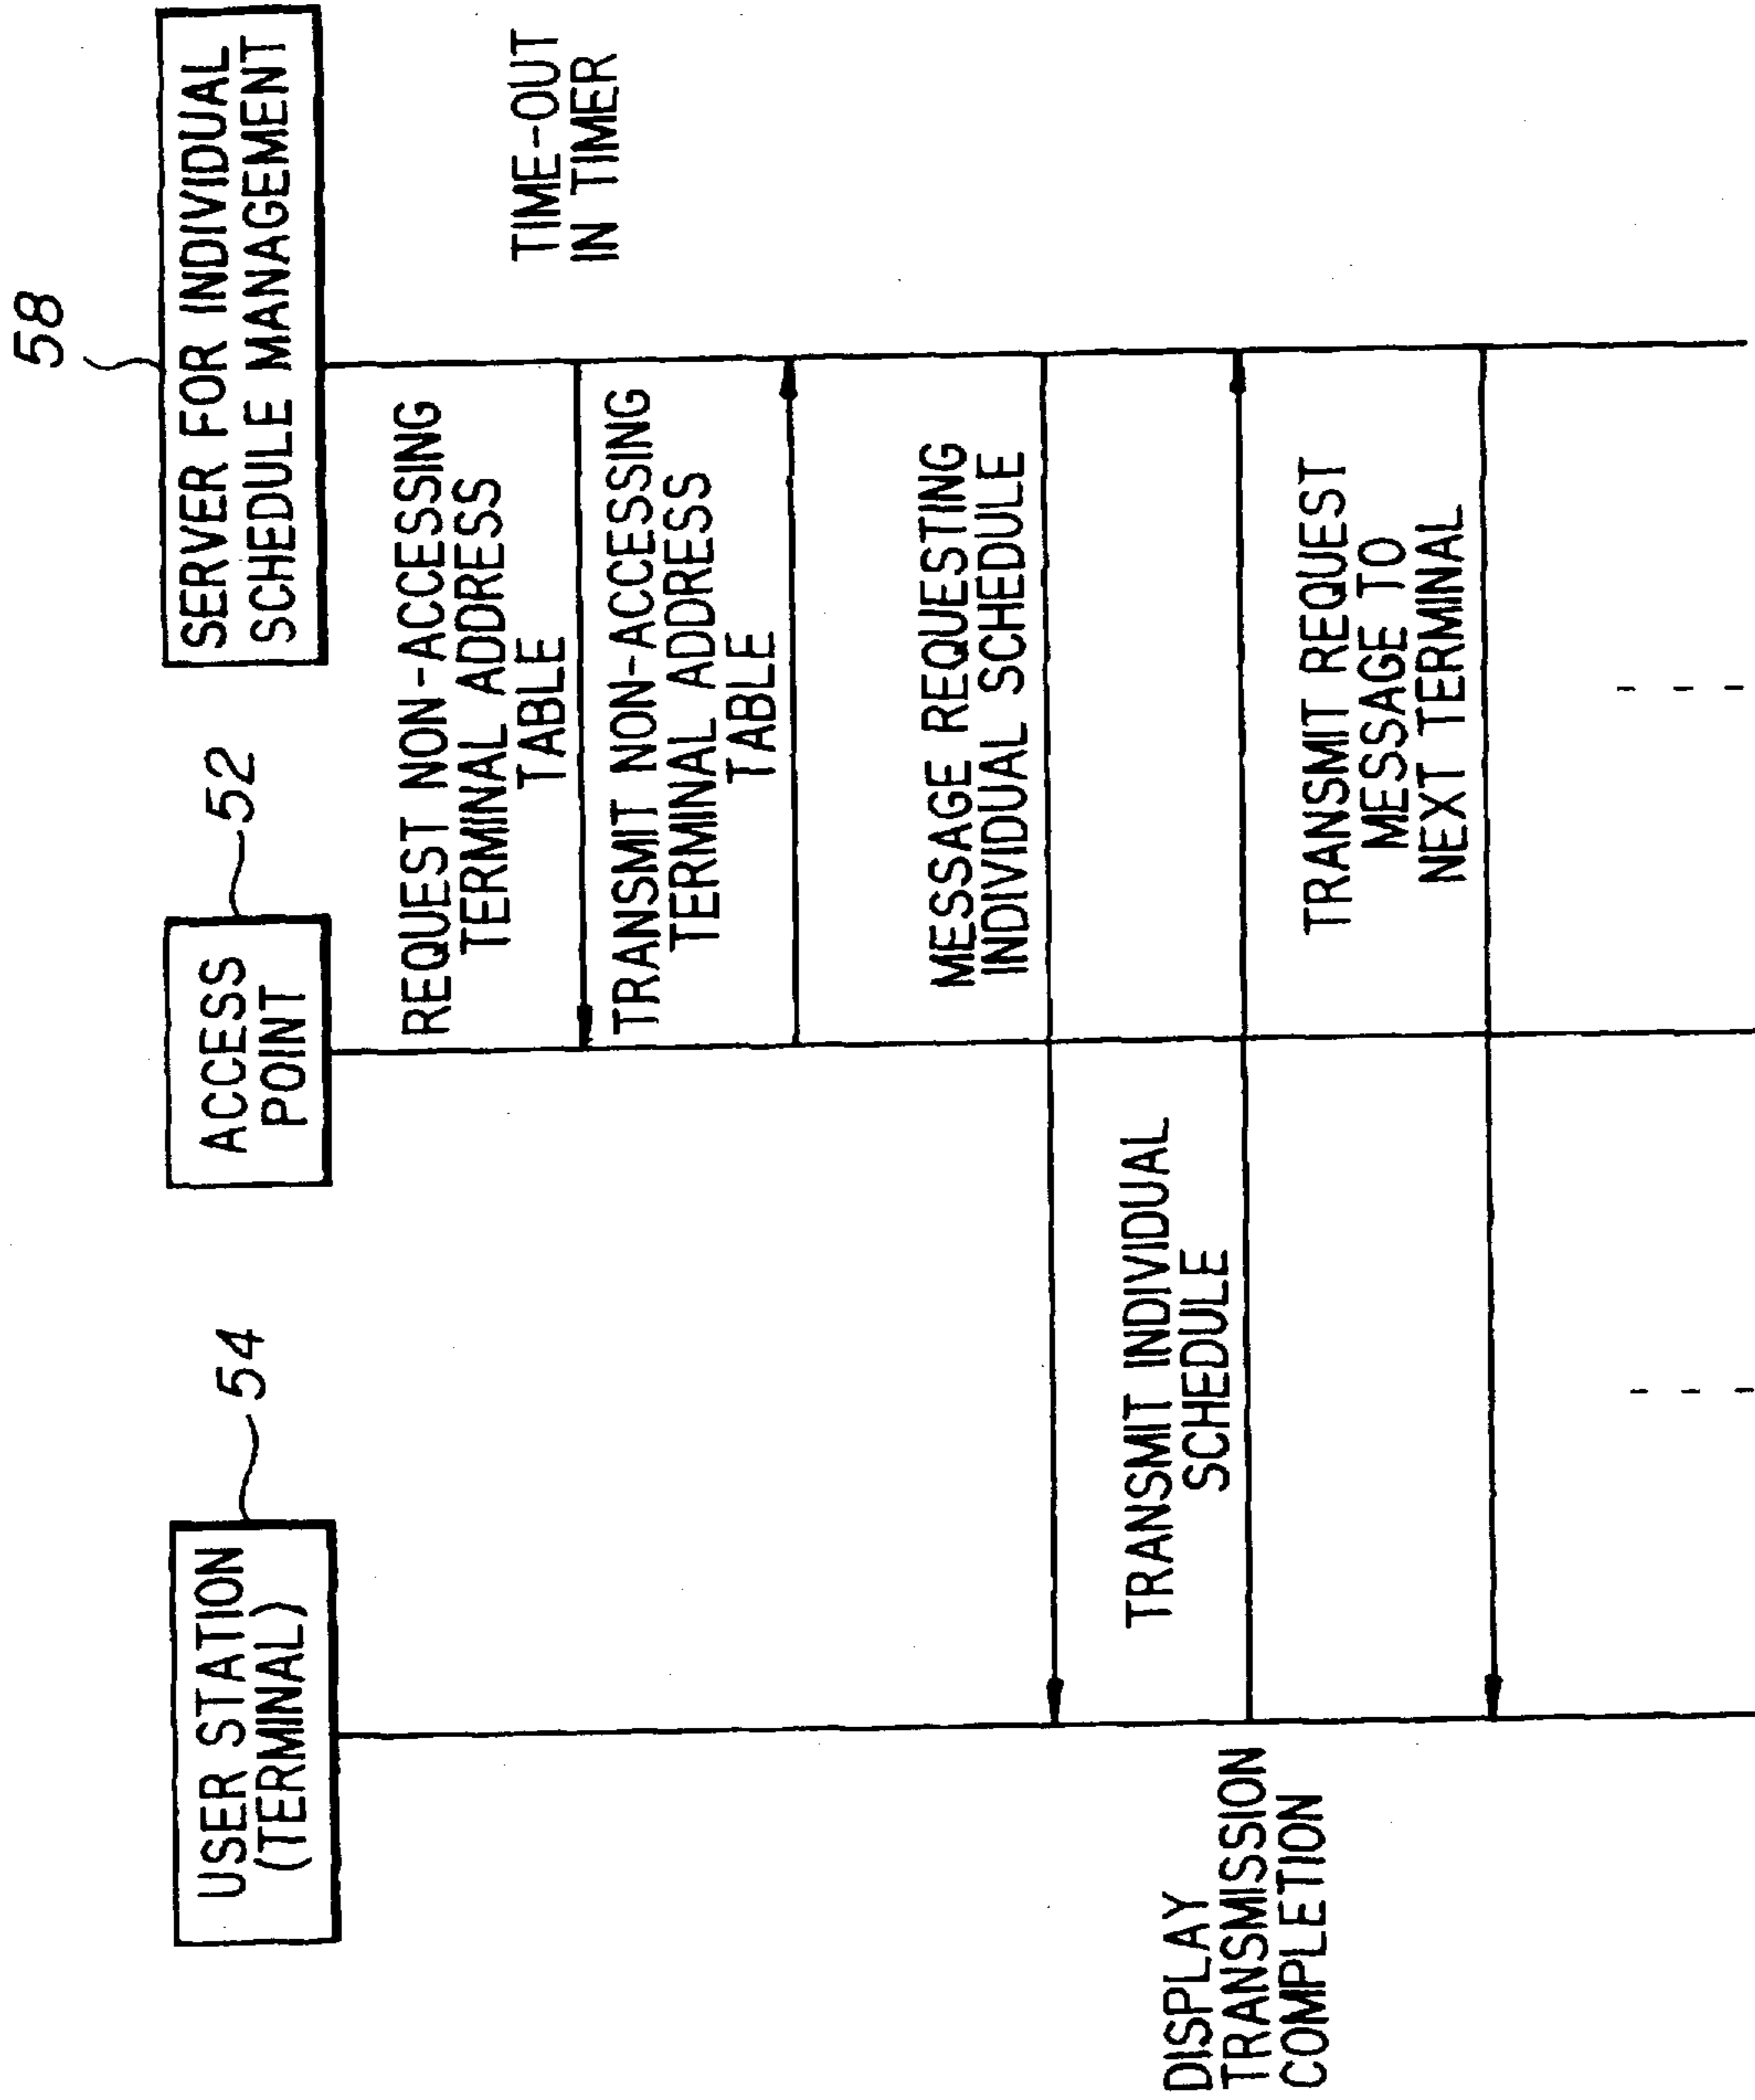 58
SERVER FOR INDIVIDUAL
SCHEDULE MANAGEMENT
52
ACCESS
POINT
54
USER STATION
(TERMINAL)
TIME-OUT
IN TIMER
REQUEST NON-ACCESSING
TERMINAL ADDRESS
TABLE
TRANSMIT NON-ACCESSING
TERMINAL ADDRESS
TABLE
MESSAGE REQUESTING
INDIVIDUAL SCHEDULE
TRANSMIT INDIVIDUAL
SCHEDULE
DISPLAY
TRANSMISSION
COMPLETION
TRANSMIT REQUEST
MESSAGE TO
NEXT TERMINAL